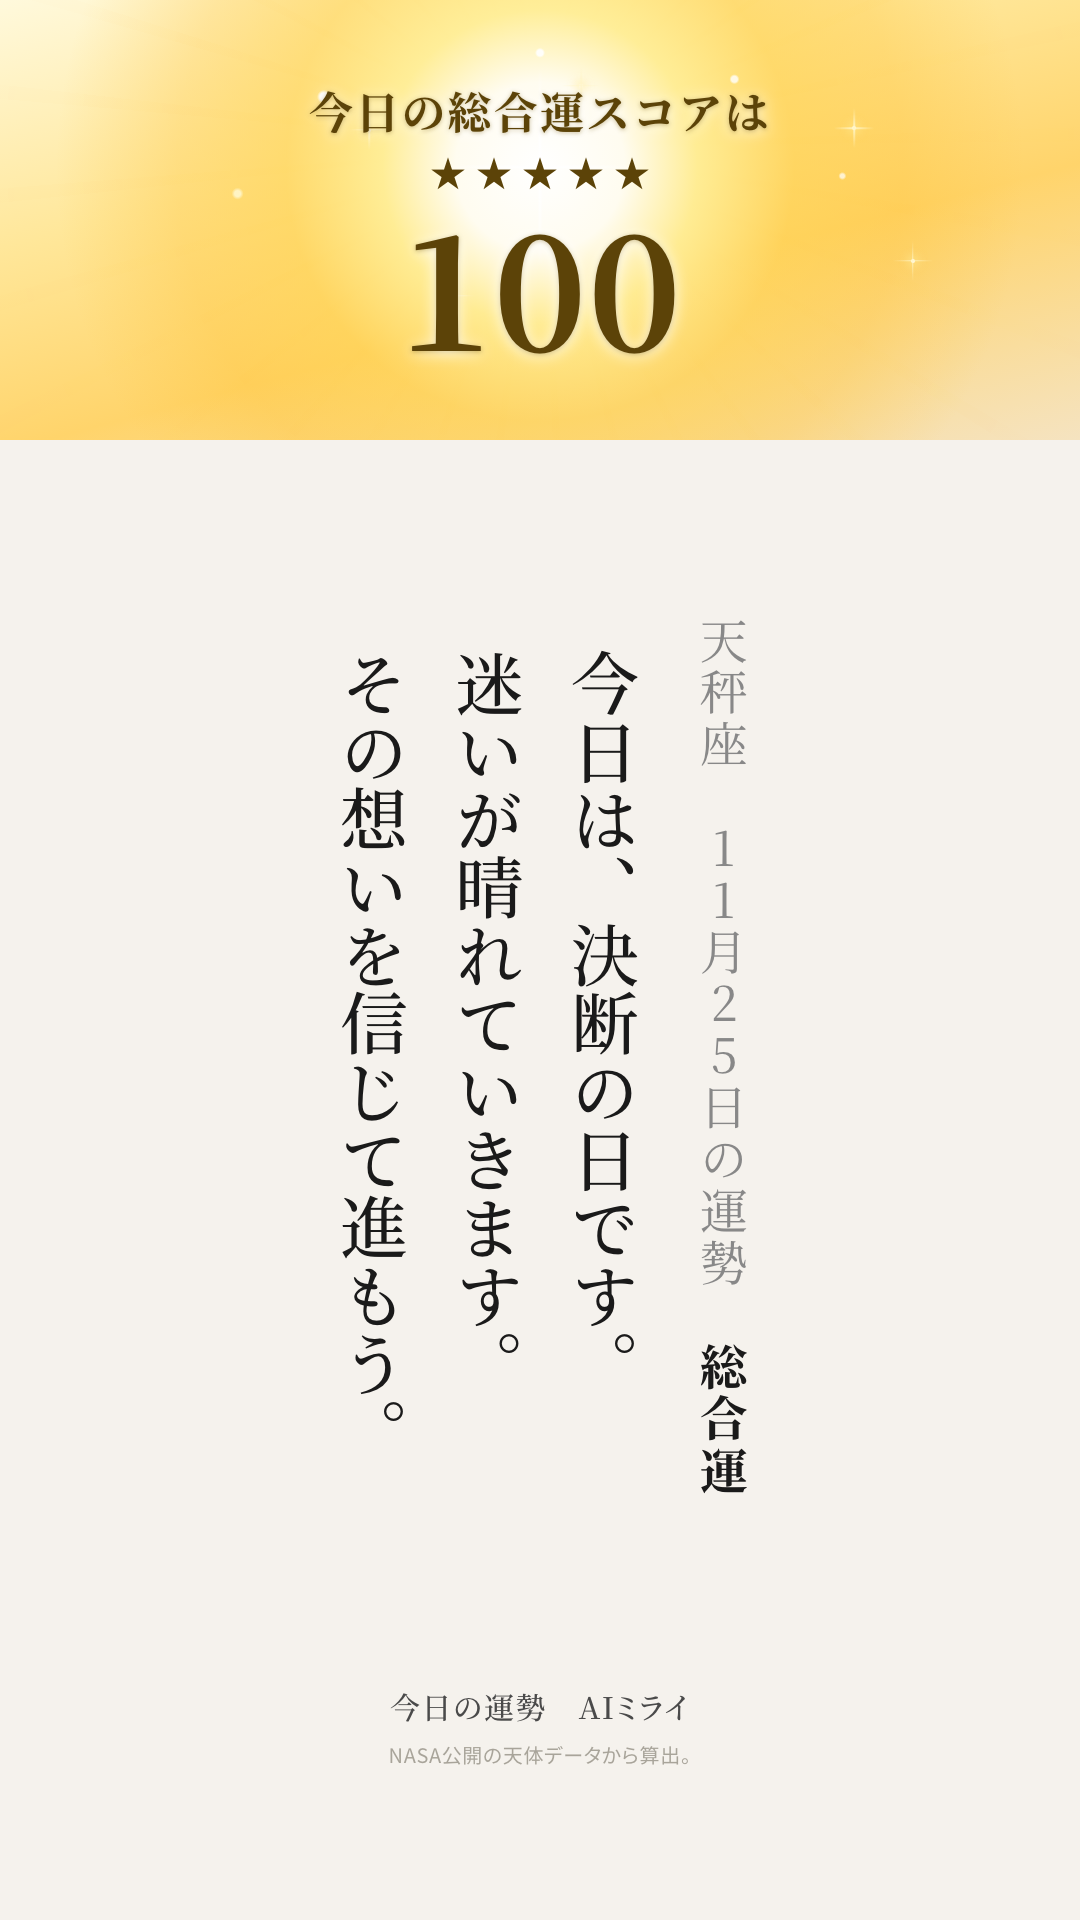 今日の総合運スコアは
★★★★★
100
天秤座　11月25日の運勢　総合運
今日は、決断の日です。
迷いが晴れていきます。
その想いを信じて進もう。
今日の運勢　AIミライ
NASA公開の天体データから算出。